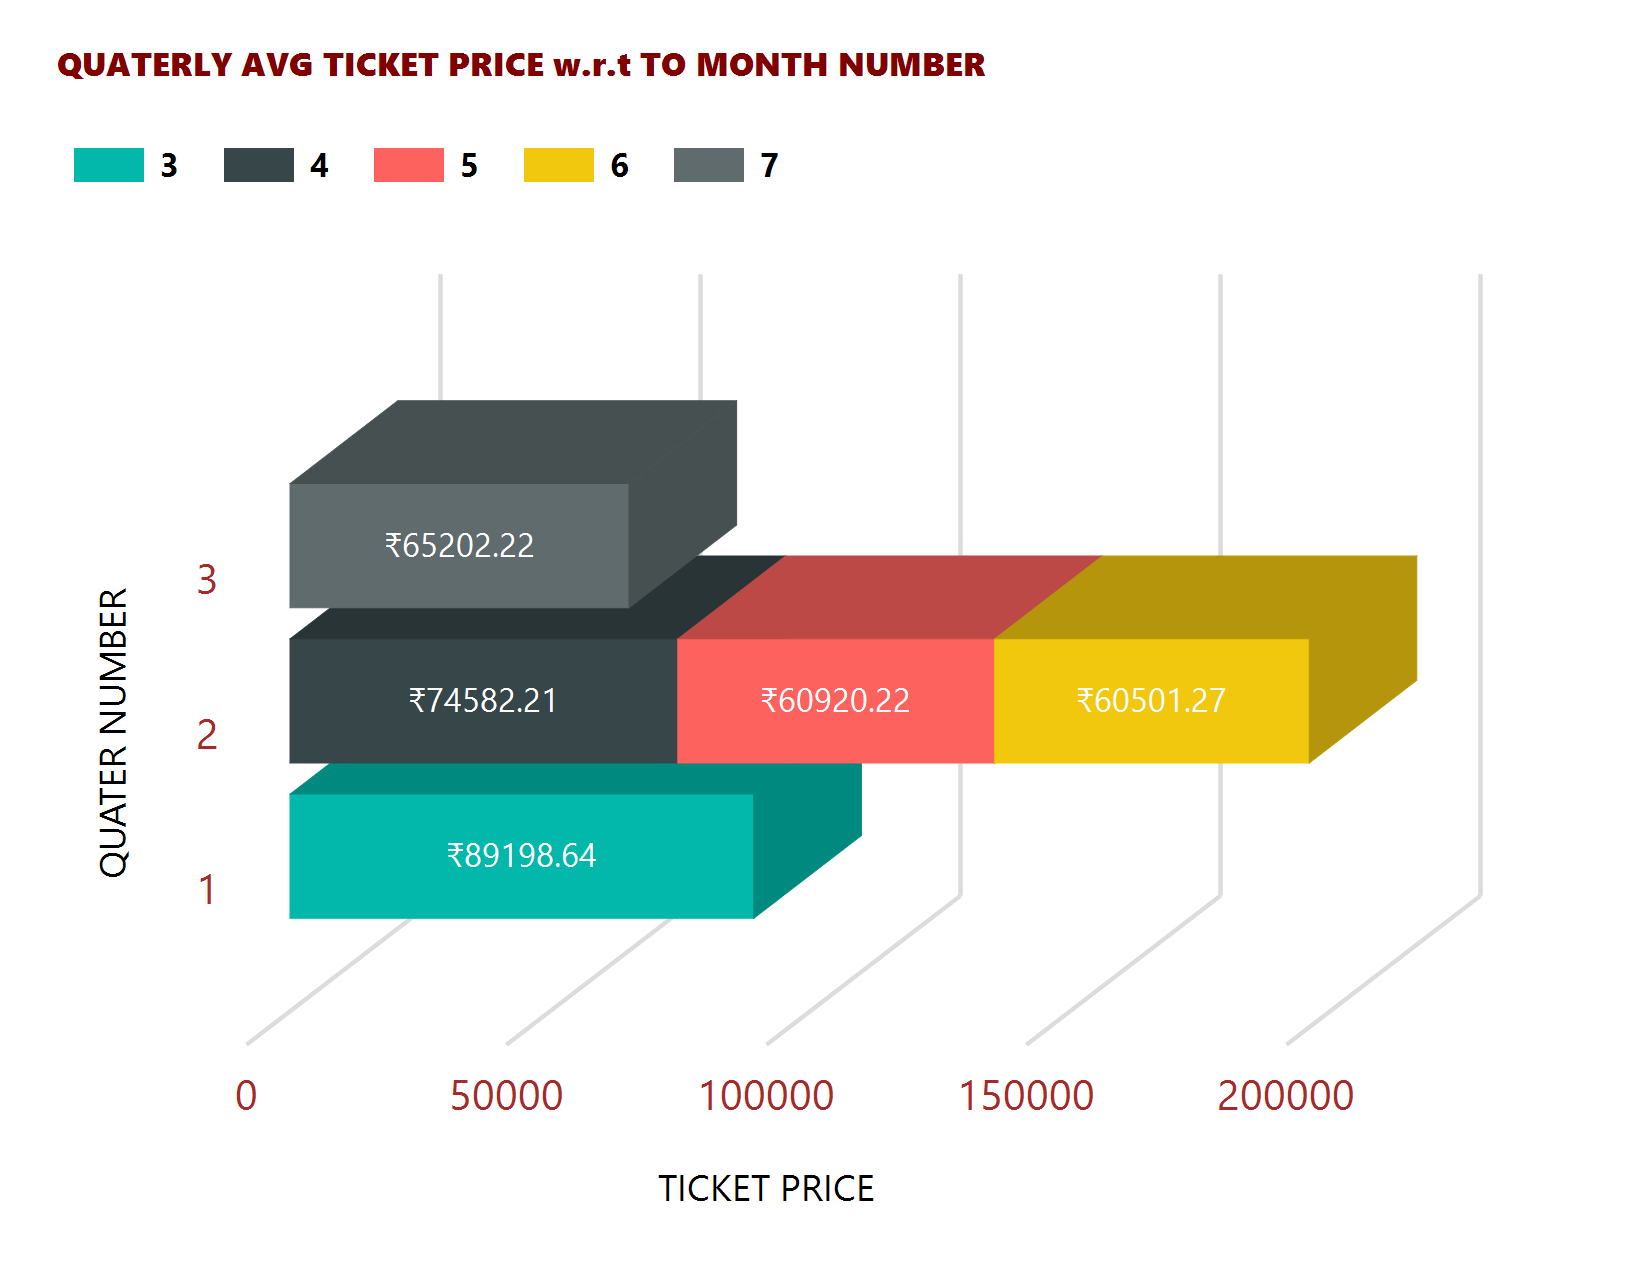 QUATERLY AVG TICKET PRICE w.r.t TO MONTH NUMBER
3 4 5 6 7
QUATER NUMBER
3
₹65202.22
2
₹74582.21 ₹60920.22 ₹60501.27
1
₹89198.64
0 50000 100000 150000 200000
TICKET PRICE